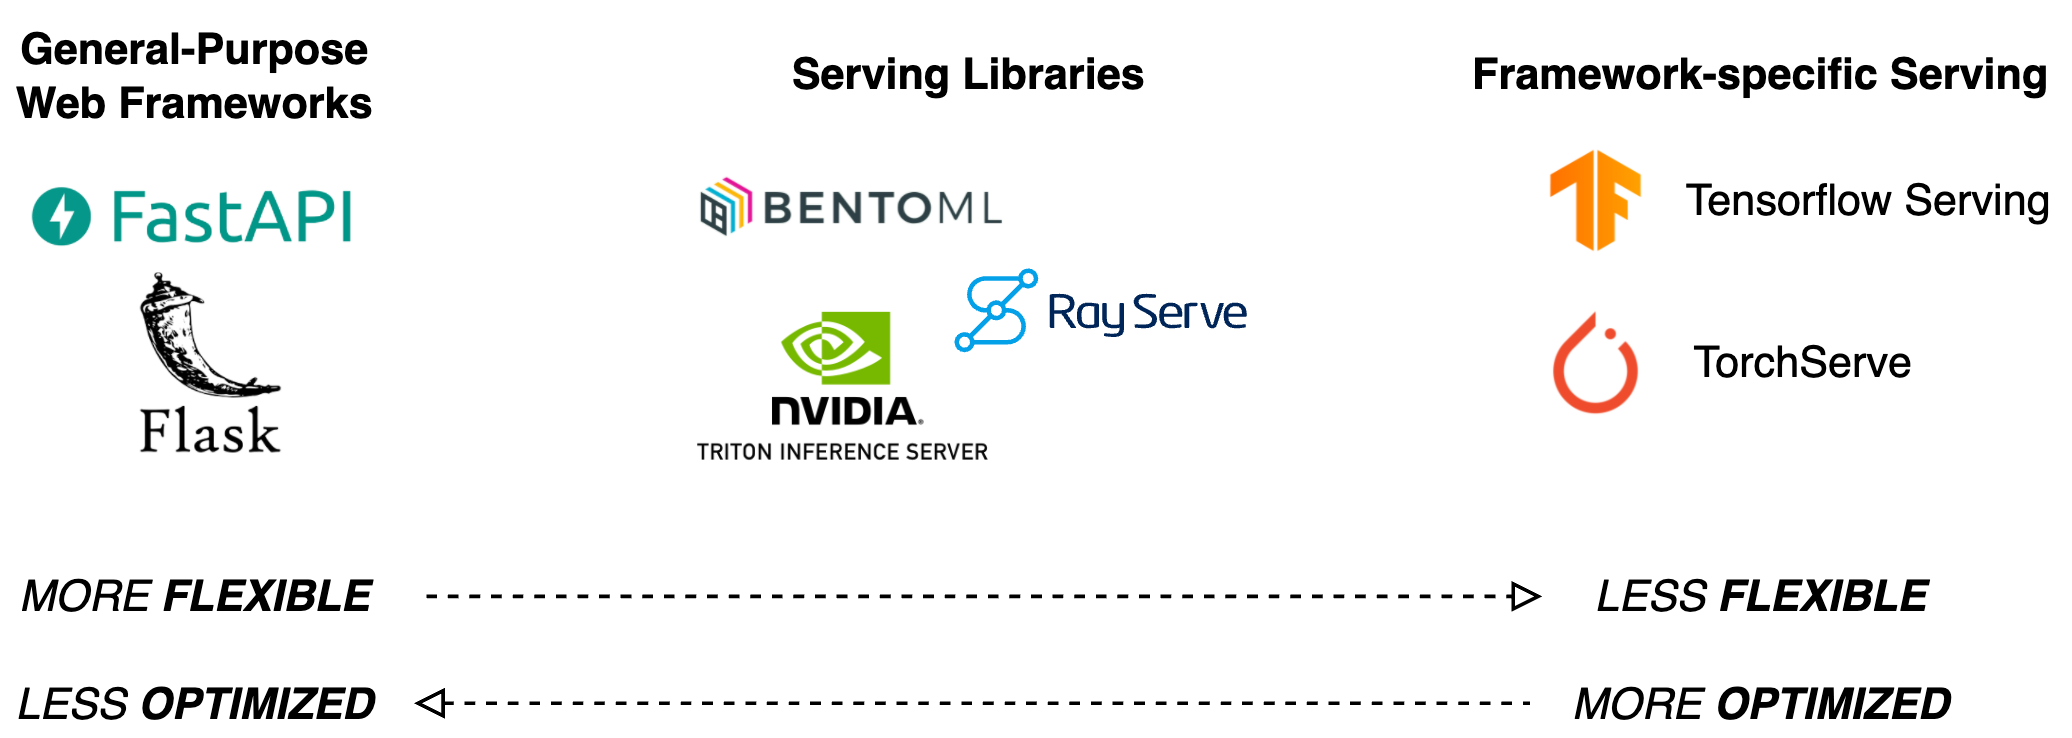 General-Purpose
Web Frameworks
Serving Libraries
Framework-specific Serving
FastAPI
Flask
BENTOML
Ray Serve
NVIDIA.
TRITON INFERENCE SERVER
Tensorflow Serving
TorchServe
MORE FLEXIBLE
LESS FLEXIBLE
LESS OPTIMIZED
MORE OPTIMIZED